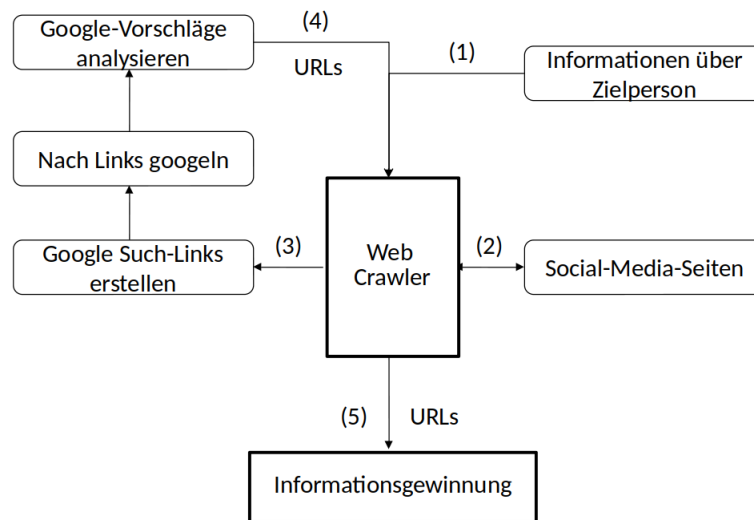 Google-Vorschläge
analysieren
(4)
URLs
(1)
Informationen über
Zielperson
Nach Links googeln
Google Such-Links
erstellen
(3)
Web
Crawler
(2)
Social-Media-Seiten
(5)
URLs
Informationsgewinnung